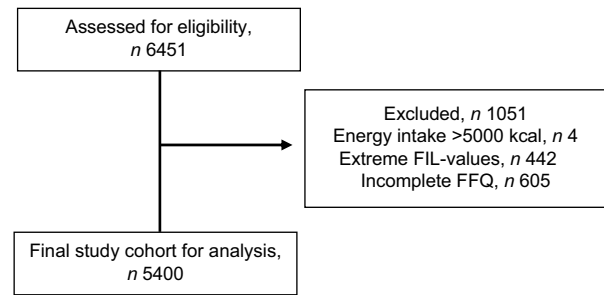 Assessed for eligibility,
n 6451
Excluded, n 1051
Energy intake >5000 kcal, n 4
Extreme FIL-values, n 442
Incomplete FFQ, n 605
Final study cohort for analysis,
n 5400